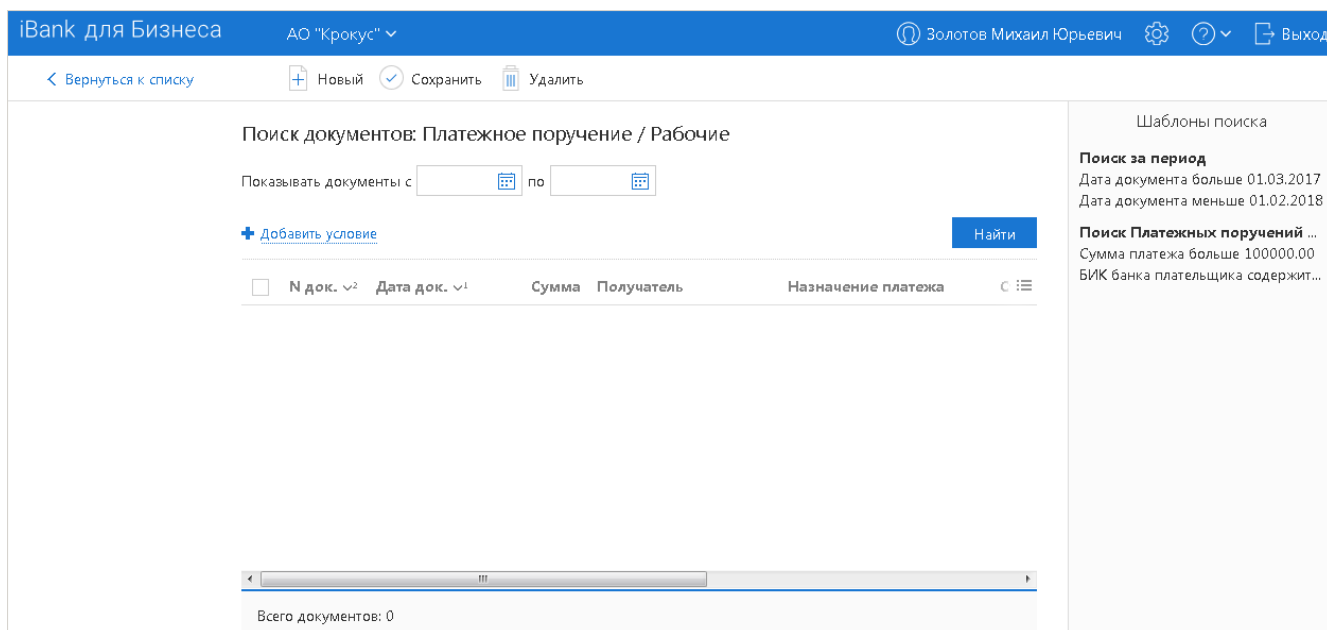 iBank для Бизнеса АО "Крокус" Золотов Михаил Юрьевич Выход
Вернуться к списку Новый Сохранить Удалить
Поиск документов: Платежное поручение / Рабочие
Показывать документы с по
Добавить условие Найти
N док. 2 Дата док. 1 Сумма Получатель Назначение платежа С
Всего документов: 0
Шаблоны поиска
Поиск за период
Дата документа больше 01.03.2017
Дата документа меньше 01.02.2018
Поиск Платежных поручений ...
Сумма платежа больше 100000.00
БИК банка плательщика содержит...